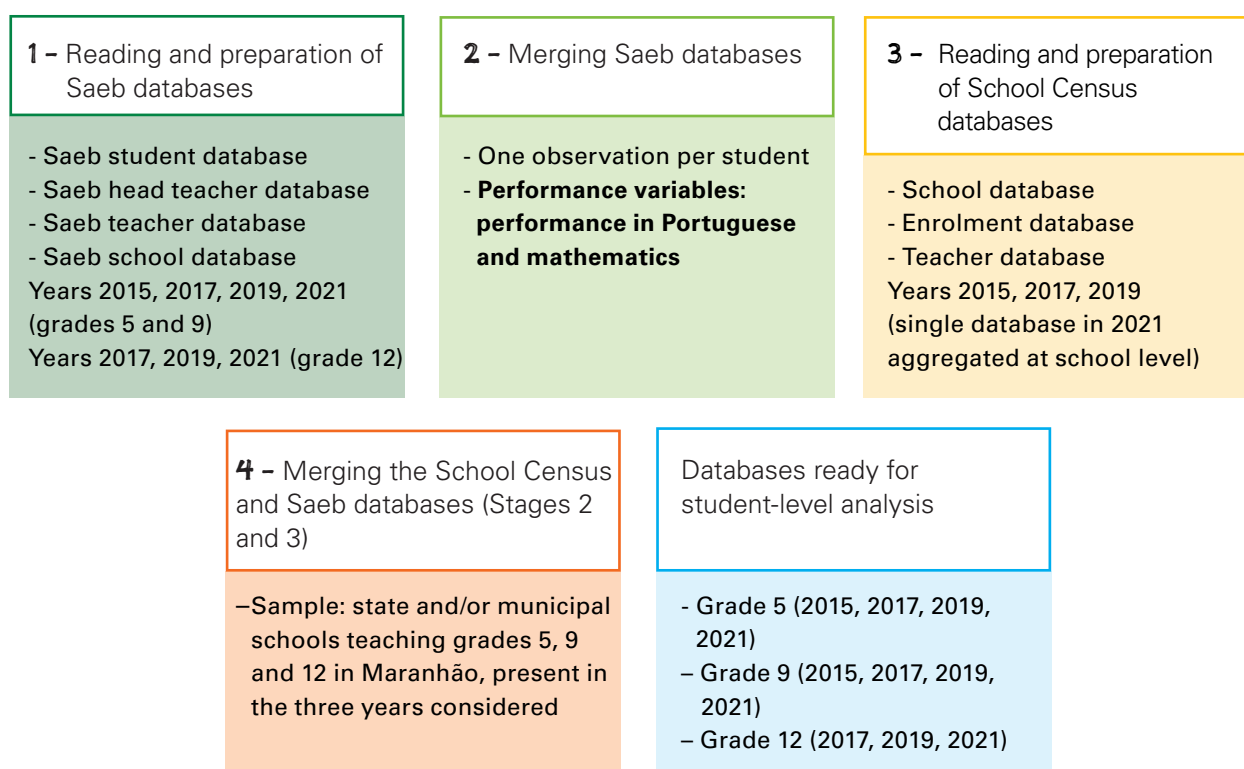 1 – Reading and preparation of
Saeb databases
- Saeb student database
- Saeb head teacher database
- Saeb teacher database
- Saeb school database
Years 2015, 2017, 2019, 2021
(grades 5 and 9)
Years 2017, 2019, 2021 (grade 12)
2 – Merging Saeb databases
- One observation per student
- Performance variables:
performance in Portuguese
and mathematics
3 – Reading and preparation
of School Census
databases
- School database
- Enrolment database
- Teacher database
Years 2015, 2017, 2019
(single database in 2021
aggregated at school level)
4 – Merging the School Census
and Saeb databases (Stages 2
and 3)
–Sample: state and/or municipal
schools teaching grades 5, 9
and 12 in Maranhão, present in
the three years considered
Databases ready for
student-level analysis
- Grade 5 (2015, 2017, 2019,
2021)
– Grade 9 (2015, 2017, 2019,
2021)
– Grade 12 (2017, 2019, 2021)